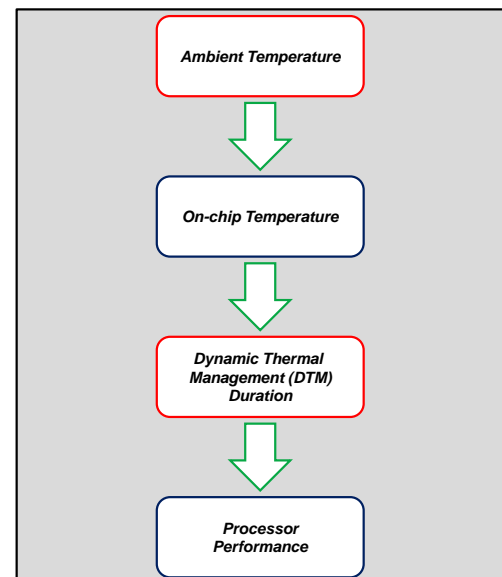 Ambient Temperature
On-chip Temperature
Dynamic Thermal
Management (DTM)
Duration
Processor
Performance